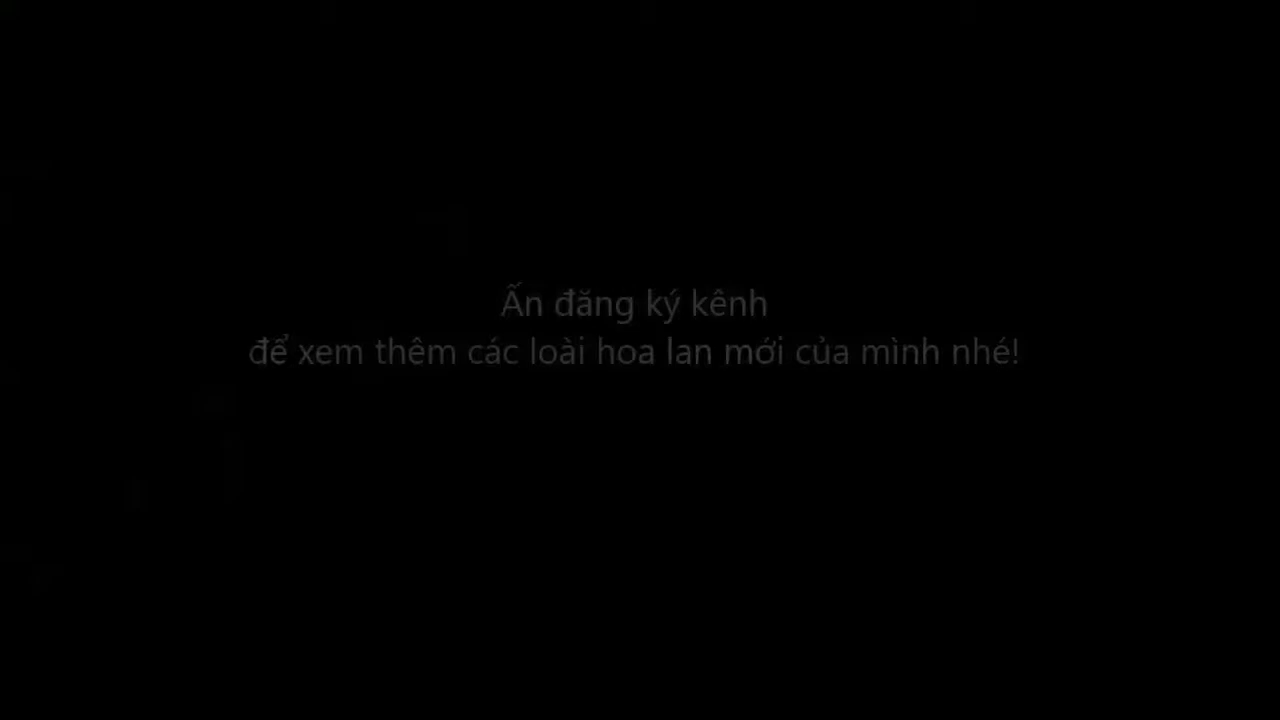 Ấn đăng ký kênh
để xem thêm các loài hoa lan mới của mình nhé!